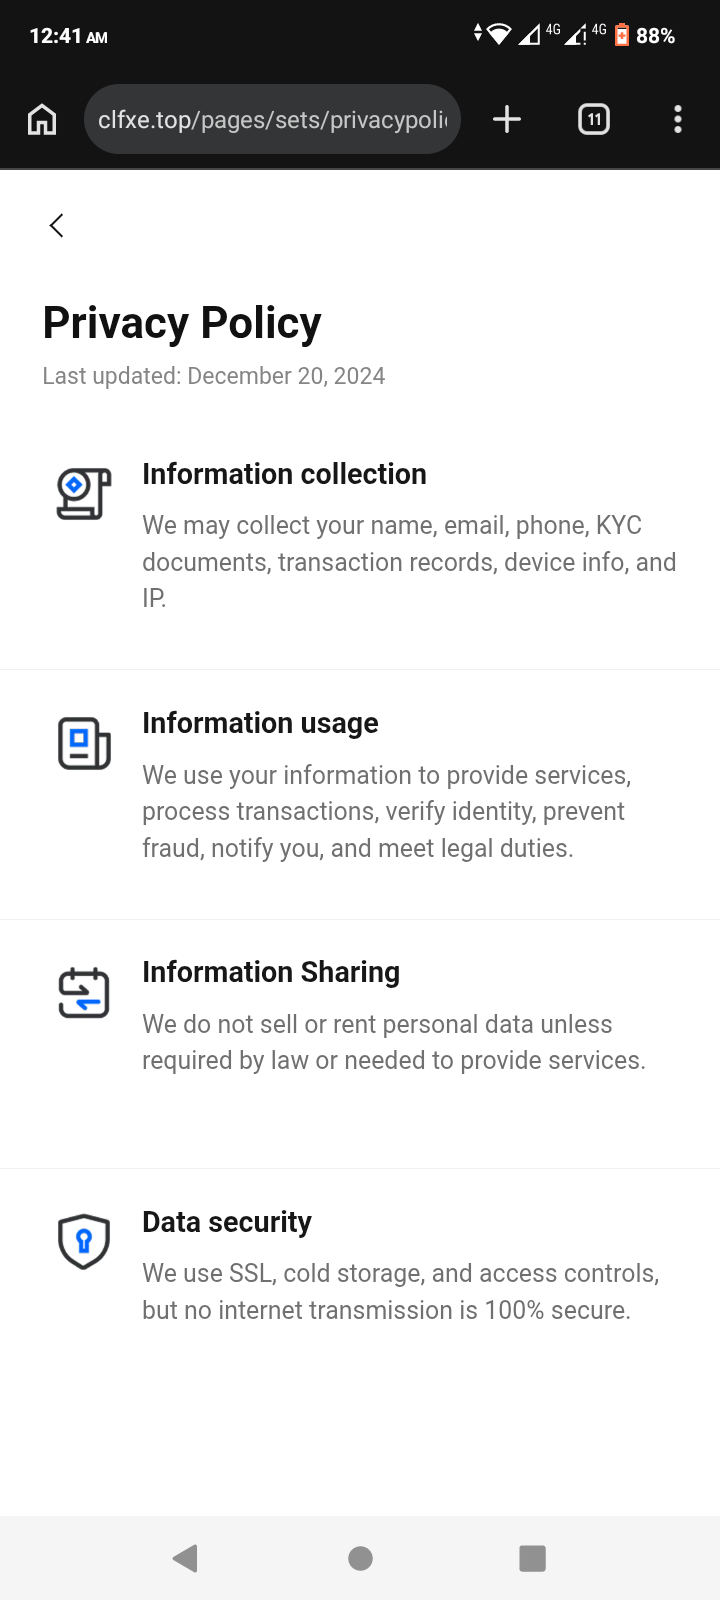 12:41 AM
4G 4G 88%
clfxe.top/pages/sets/privacypoli
11
Privacy Policy
Last updated: December 20, 2024
Information collection
We may collect your name, email, phone, KYC
documents, transaction records, device info, and
IP.
Information usage
We use your information to provide services,
process transactions, verify identity, prevent
fraud, notify you, and meet legal duties.
Information Sharing
We do not sell or rent personal data unless
required by law or needed to provide services.
Data security
We use SSL, cold storage, and access controls,
but no internet transmission is 100% secure.